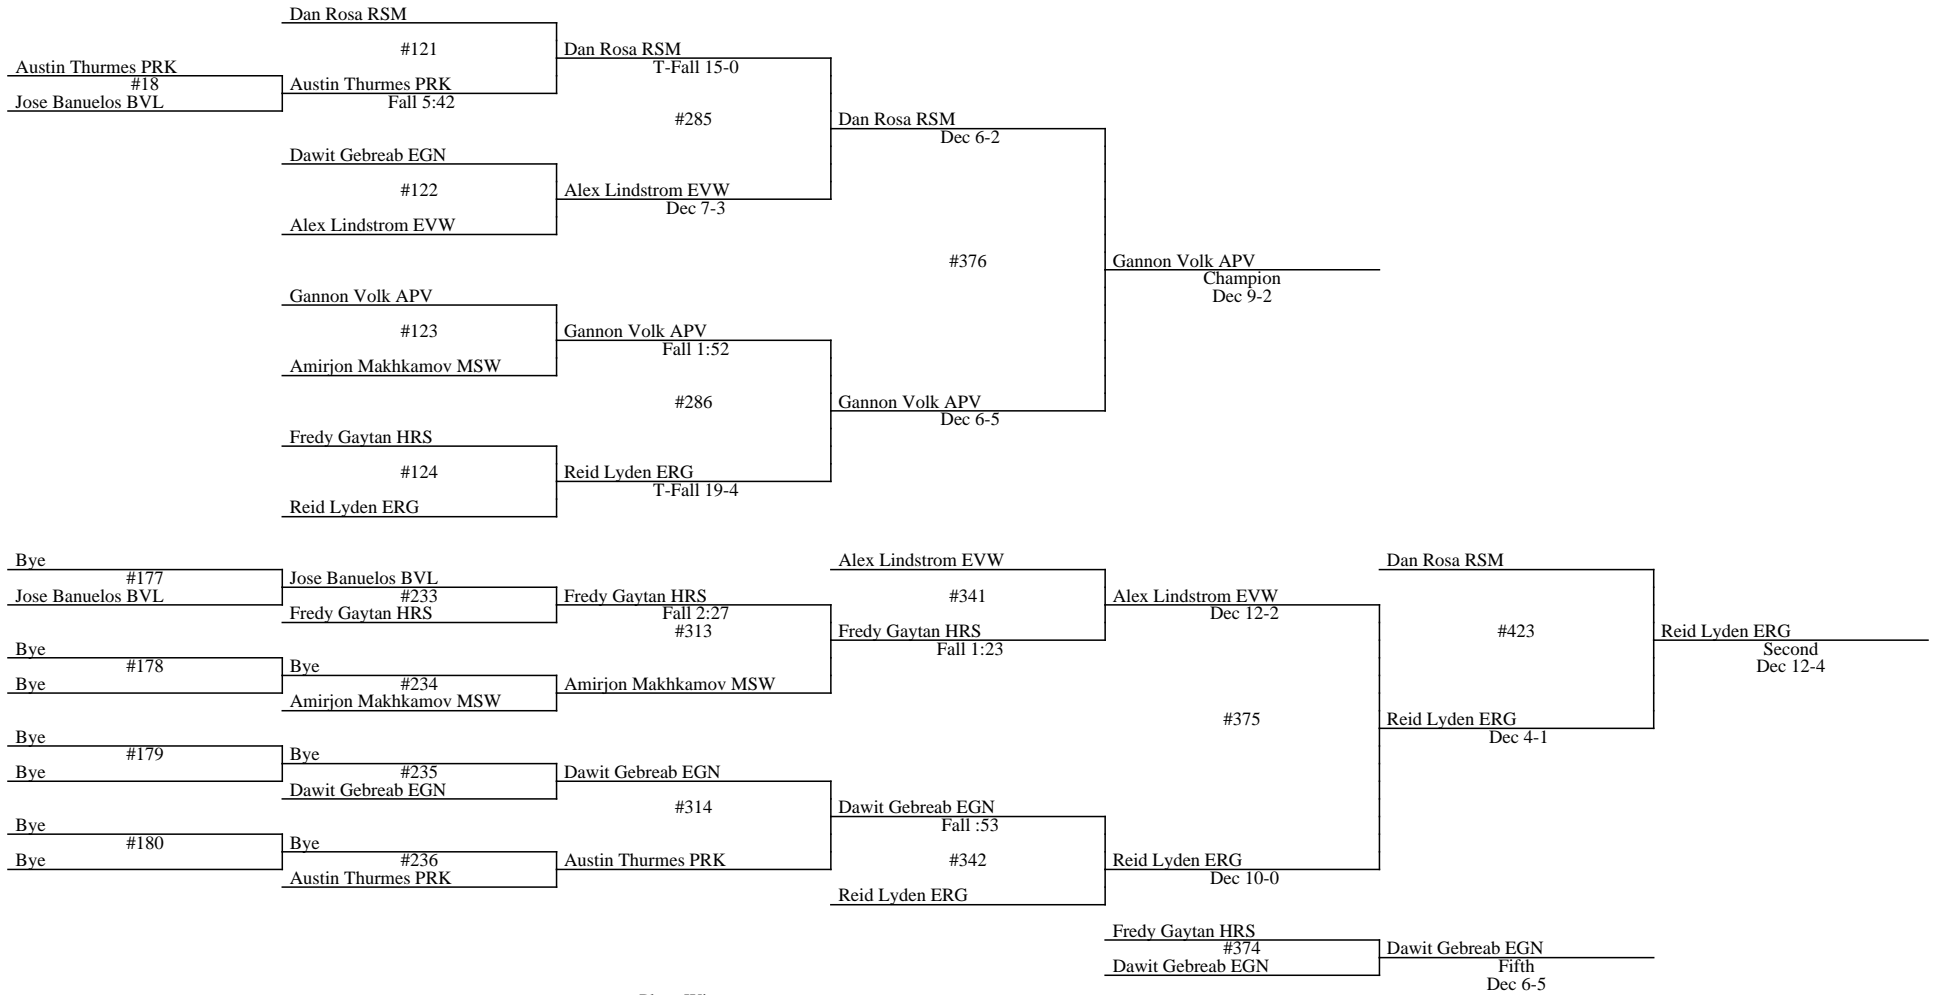 Dan Rosa RSM
#121
Dan Rosa RSM
T-Fall 15-0
Austin Thurmes PRK
#18
Jose Banuelos BVL
Austin Thurmes PRK
Fall 5:42
#285
Dan Rosa RSM
Dec 6-2
Dawit Gebreab EGN
#122
Alex Lindstrom EVW
Dec 7-3
Alex Lindstrom EVW
#376
Gannon Volk APV
Champion
Dec 9-2
Gannon Volk APV
#123
Gannon Volk APV
Fall 1:52
Amirjon Makhkamov MSW
#286
Gannon Volk APV
Dec 6-5
Fredy Gaytan HRS
#124
Reid Lyden ERG
T-Fall 19-4
Reid Lyden ERG
Bye
#177
Jose Banuelos BVL
Jose Banuelos BVL
#233
Fredy Gaytan HRS
Fredy Gaytan HRS
Fall 2:27
#313
Alex Lindstrom EVW
#341
Fredy Gaytan HRS
Fall 1:23
Alex Lindstrom EVW
Dec 12-2
Dan Rosa RSM
#423
Reid Lyden ERG
Second
Dec 12-4
Bye
#178
Bye
Bye
#234
Amirjon Makhkamov MSW
Amirjon Makhkamov MSW
#375
Reid Lyden ERG
Dec 4-1
Bye
#179
Bye
Bye
#235
Dawit Gebreab EGN
Dawit Gebreab EGN
#314
Dawit Gebreab EGN
Fall :53
Bye
#180
Bye
Bye
#236
Austin Thurmes PRK
Austin Thurmes PRK
#342
Reid Lyden ERG
Dec 10-0
Reid Lyden ERG
Fredy Gaytan HRS
#374
Dawit Gebreab EGN
Dawit Gebreab EGN
Fifth
Dec 6-5